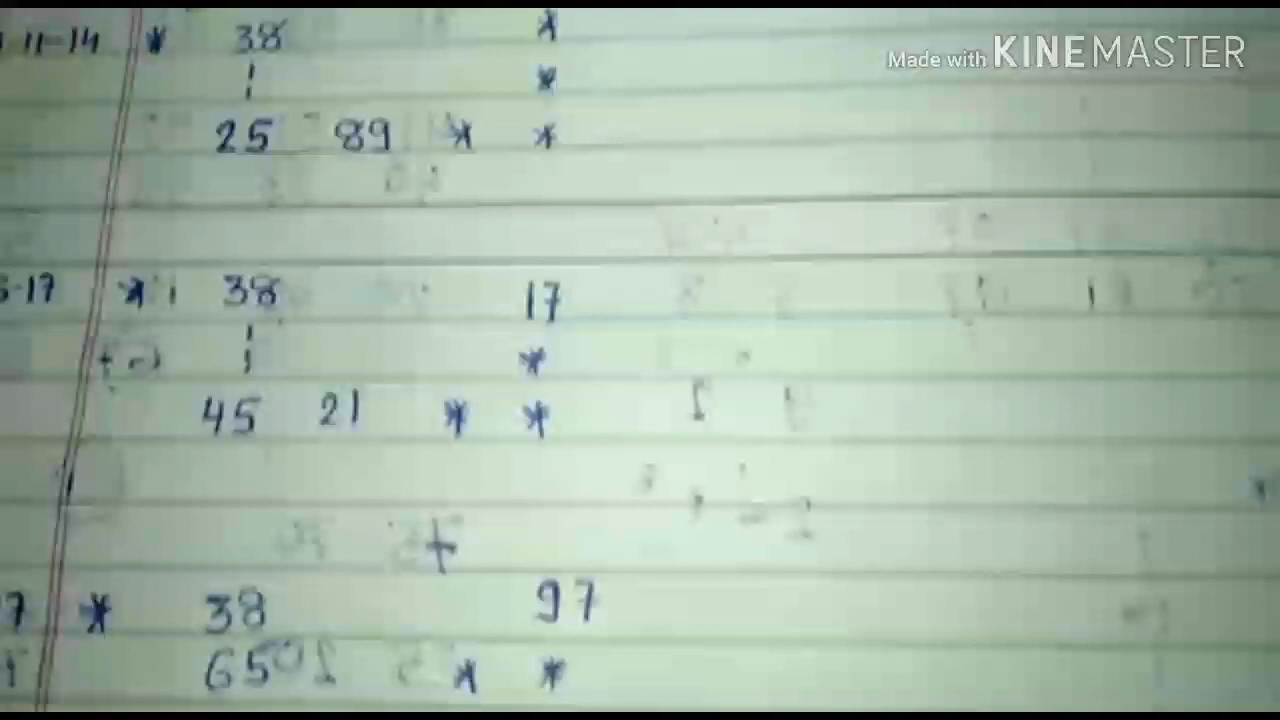 11-14 * 38 *
Made with KINEMASTER
*
25 89 * *
-17 * 38 17
*
45 21 * *
7 * 38 97
65 * *